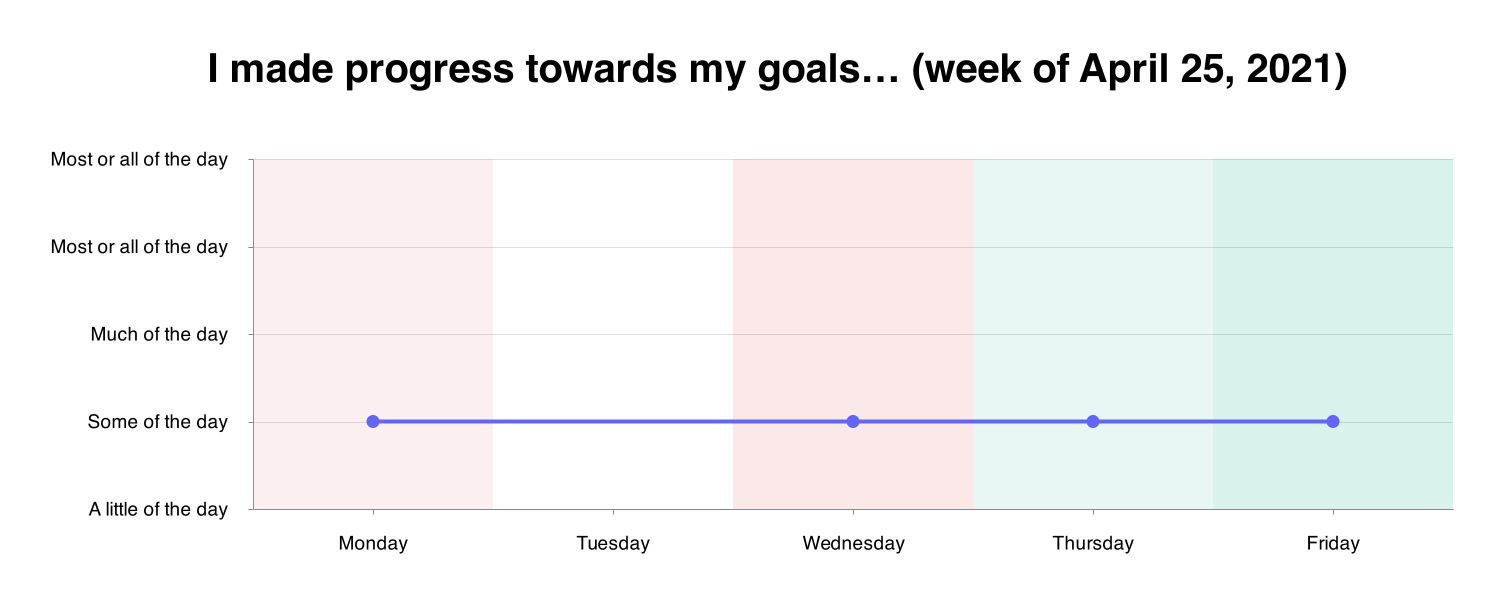 I made progress towards my goals… (week of April 25, 2021)
Most or all of the day
Most or all of the day
Much of the day
Some of the day
A little of the day
Monday Tuesday Wednesday Thursday Friday